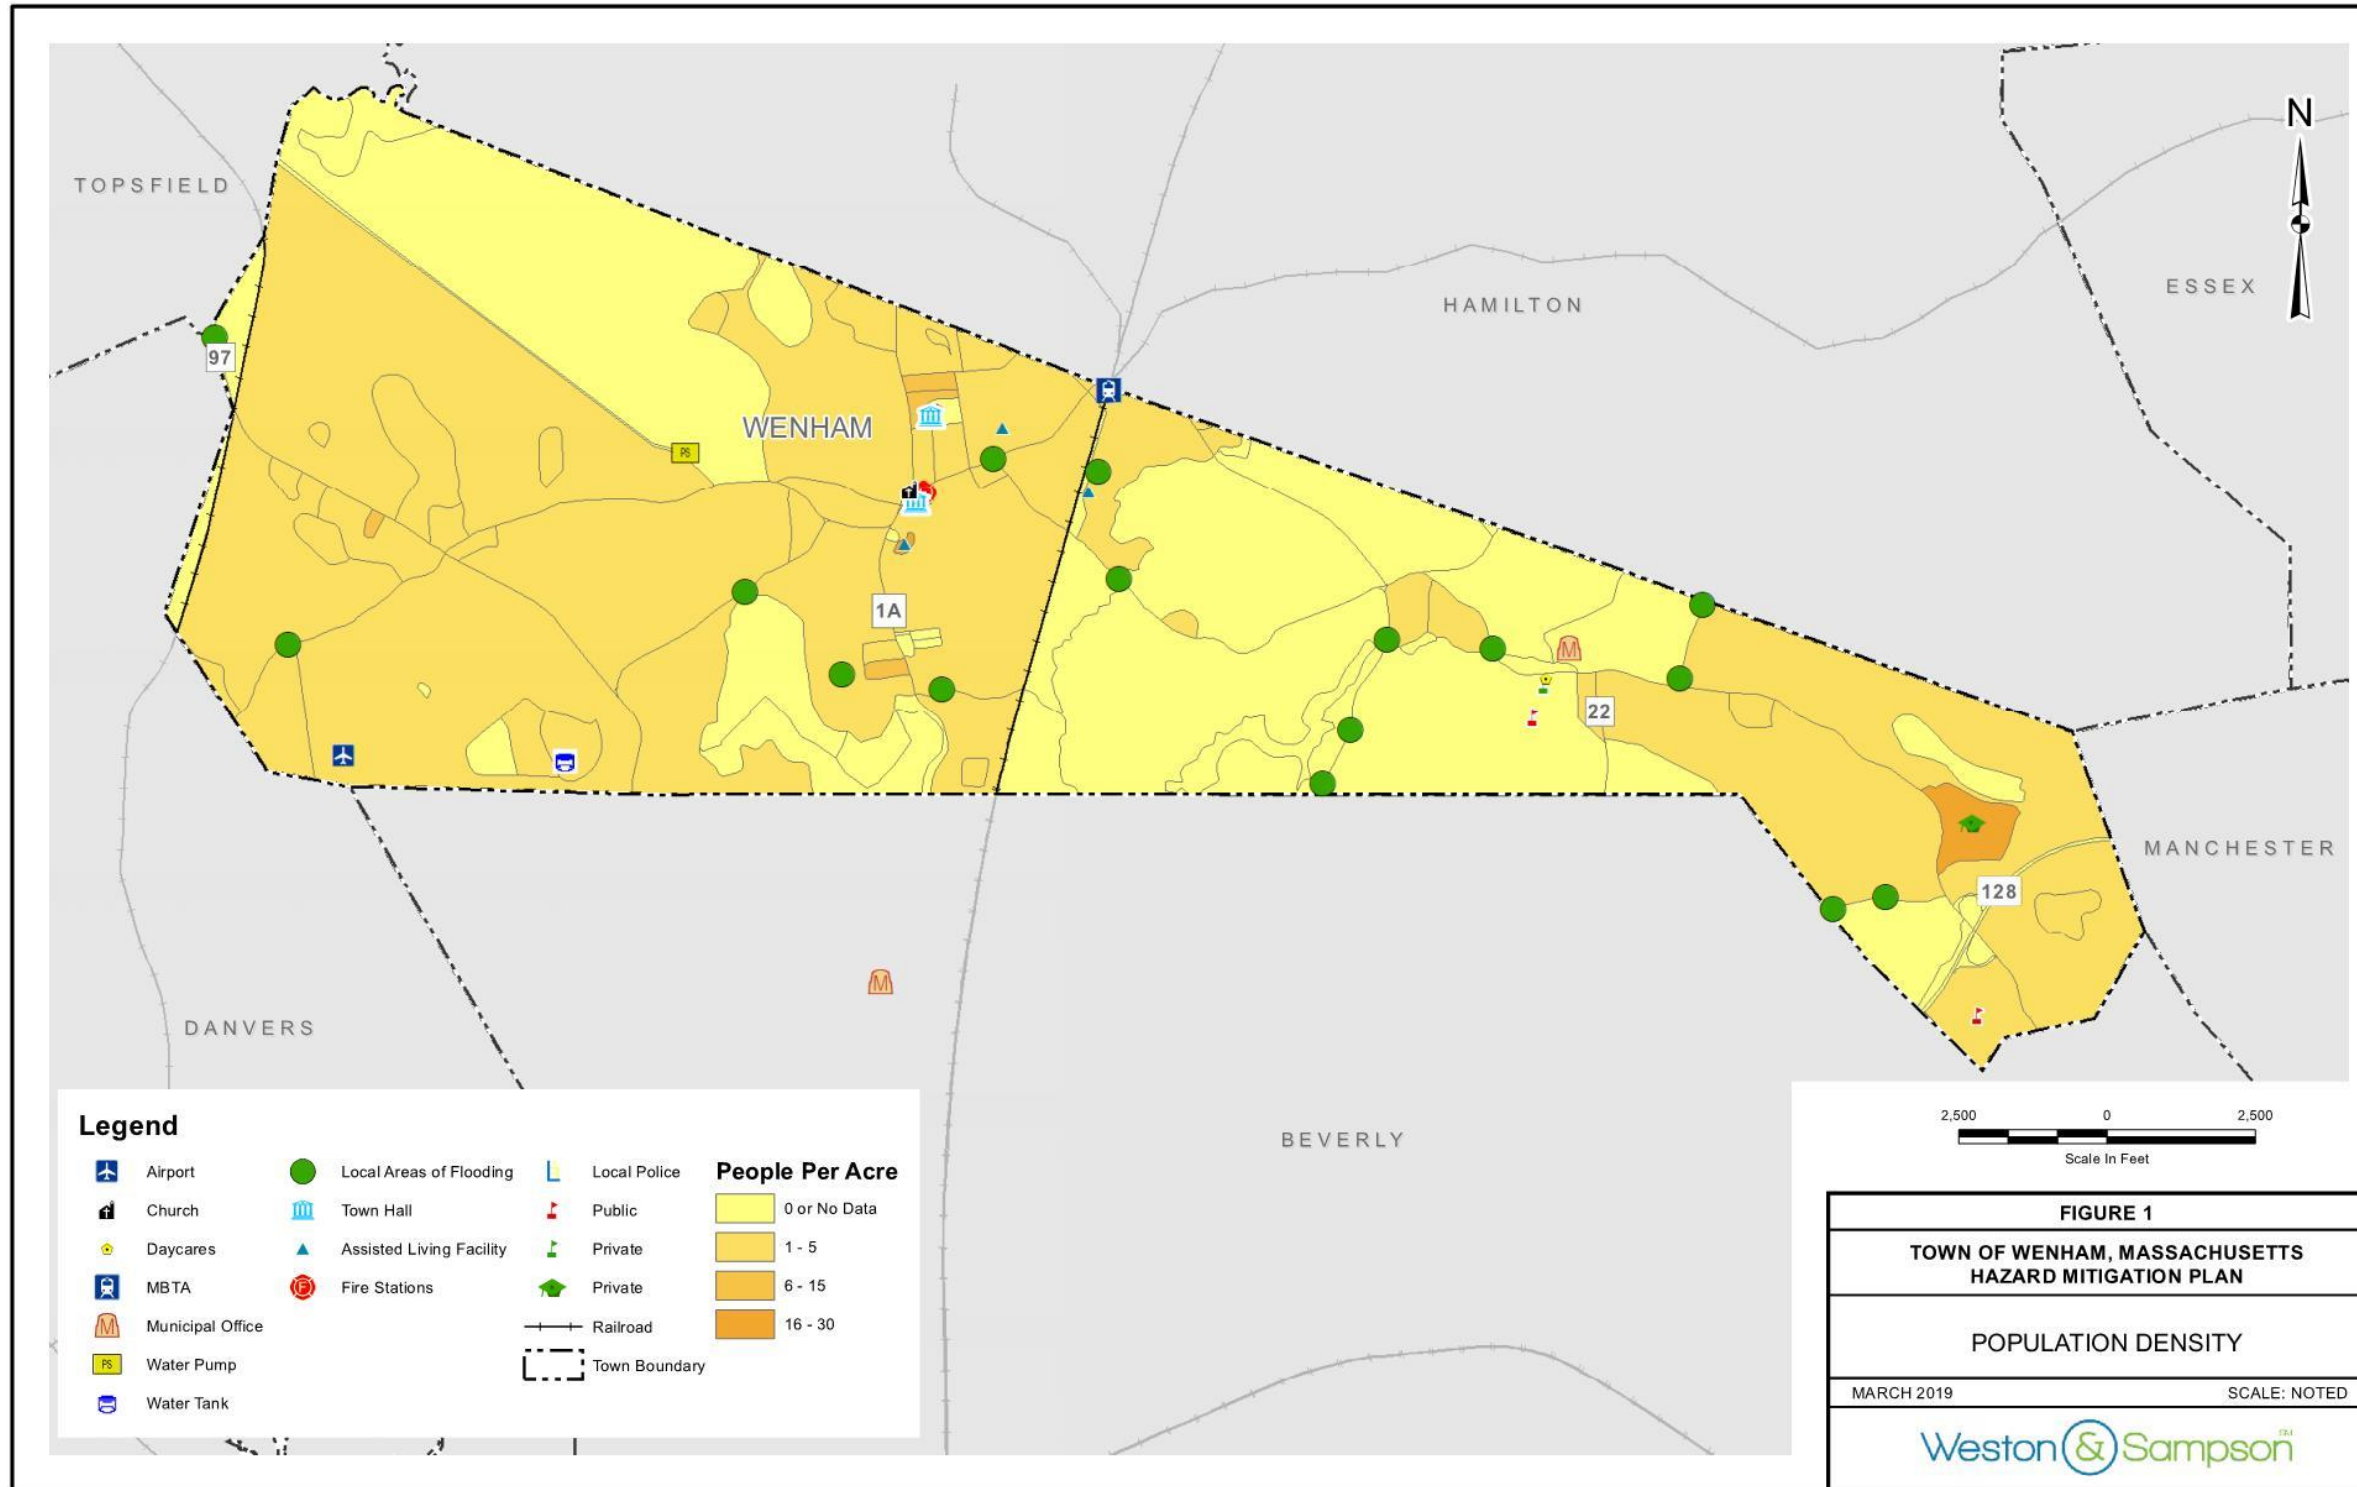 N
TOPSFIELD
ESSEX
HAMILTON
97
WENHAM
PS
1A
M
22
MANCHESTER
128
M
DANVERS
BEVERLY
Legend
Airport
Church
Daycares
MBTA
M
Municipal Office
PS
Water Pump
Water Tank
Local Areas of Flooding
Town Hall
Assisted Living Facility
F
Fire Stations
Local Police
Public
Private
Private
Railroad
Town Boundary
People Per Acre
0 or No Data
1 - 5
6 - 15
16 - 30
2,500 0 2,500
Scale In Feet
FIGURE 1
TOWN OF WENHAM, MASSACHUSETTS
HAZARD MITIGATION PLAN
POPULATION DENSITY
MARCH 2019 SCALE: NOTED
Weston & Sampson